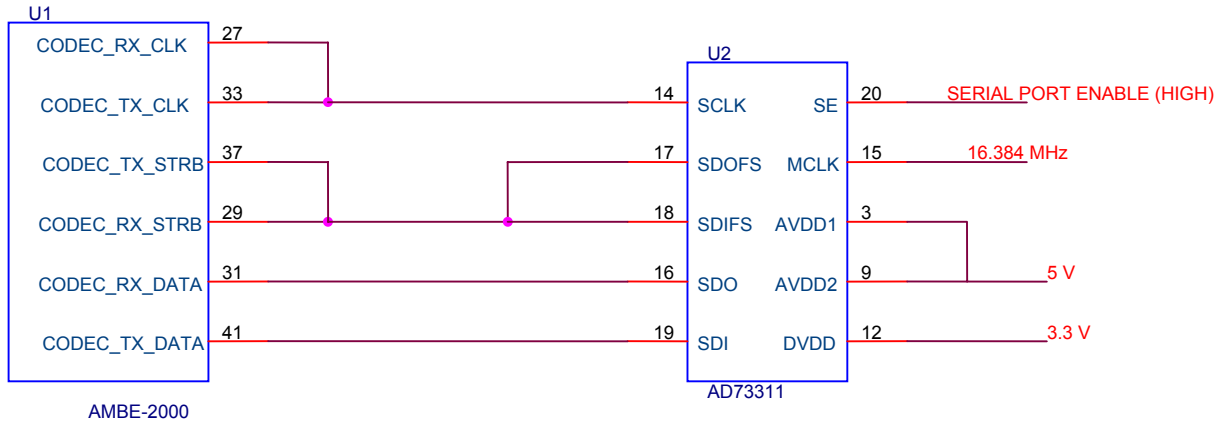 U1
CODEC_RX_CLK 27
CODEC_TX_CLK 33
CODEC_TX_STRB 37
CODEC_RX_STRB 29
CODEC_RX_DATA 31
CODEC_TX_DATA 41
AMBE-2000
U2
14 SCLK SE 20 SERIAL PORT ENABLE (HIGH)
17 SDOFS MCLK 15 16.384 MHz
18 SDIFS AVDD1 3
16 SDO AVDD2 9 5 V
19 SDI DVDD 12 3.3 V
AD73311